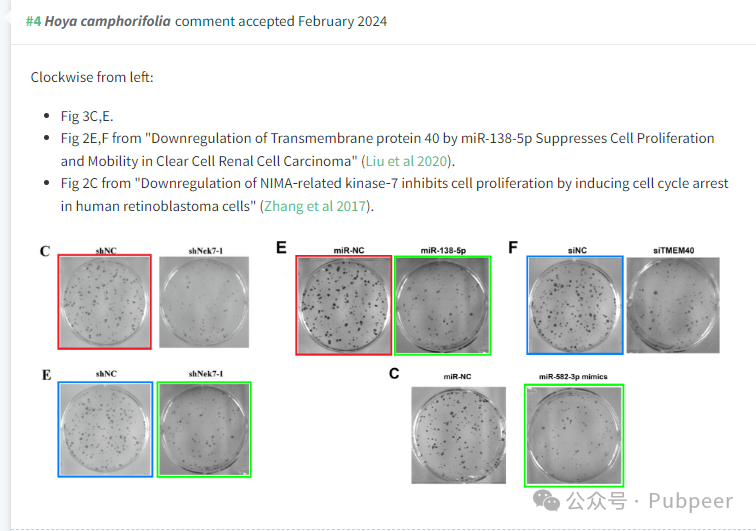 #4 Hoya camphorifolia comment accepted February 2024
Clockwise from left:
• Fig 3C,E.
• Fig 2E,F from "Downregulation of Transmembrane protein 40 by miR-138-5p Suppresses Cell Proliferation
and Mobility in Clear Cell Renal Cell Carcinoma" (Liu et al 2020).
• Fig 2C from "Downregulation of NIMA-related kinase-7 inhibits cell proliferation by inducing cell cycle arrest
in human retinoblastoma cells" (Zhang et al 2017).
C shNC shNek7-1 E miR-NC miR-138-5p F siNC siTMEM40
E shNC shNek7-1 C miR-NC miR-582-3p mimics
公众号 · Pubpeer